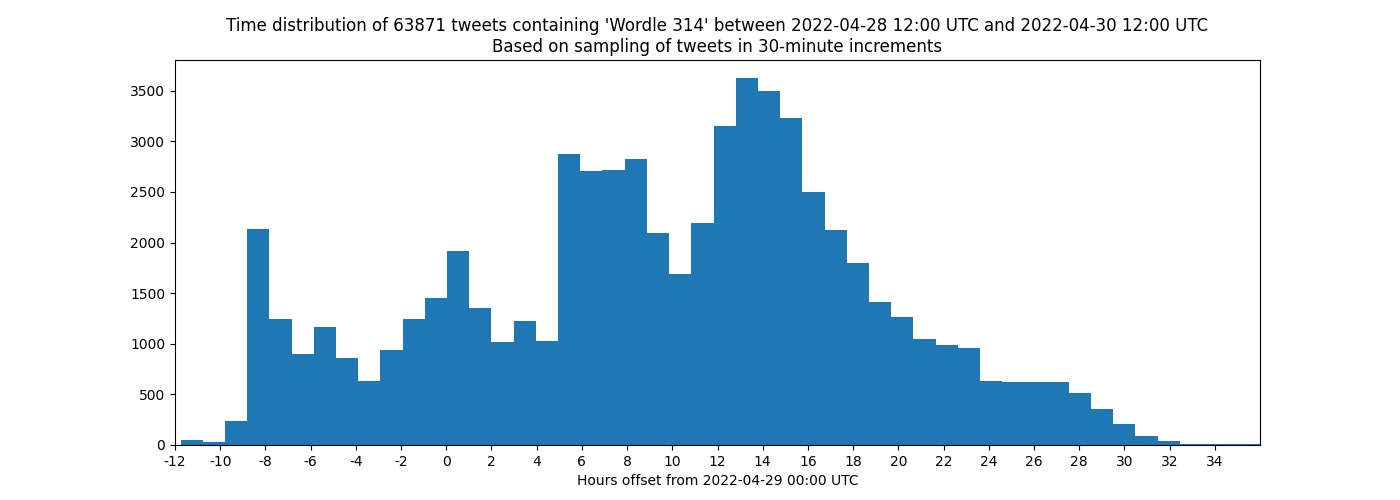 Time distribution of 63871 tweets containing 'Wordle 314' between 2022-04-28 12:00 UTC and 2022-04-30 12:00 UTC
Based on sampling of tweets in 30-minute increments
3500
3000
2500
2000
1500
1000
500
0
-12 -10 -8 -6 -4 -2 0 2 4 6 8 10 12 14 16 18 20 22 24 26 28 30 32 34
Hours offset from 2022-04-29 00:00 UTC